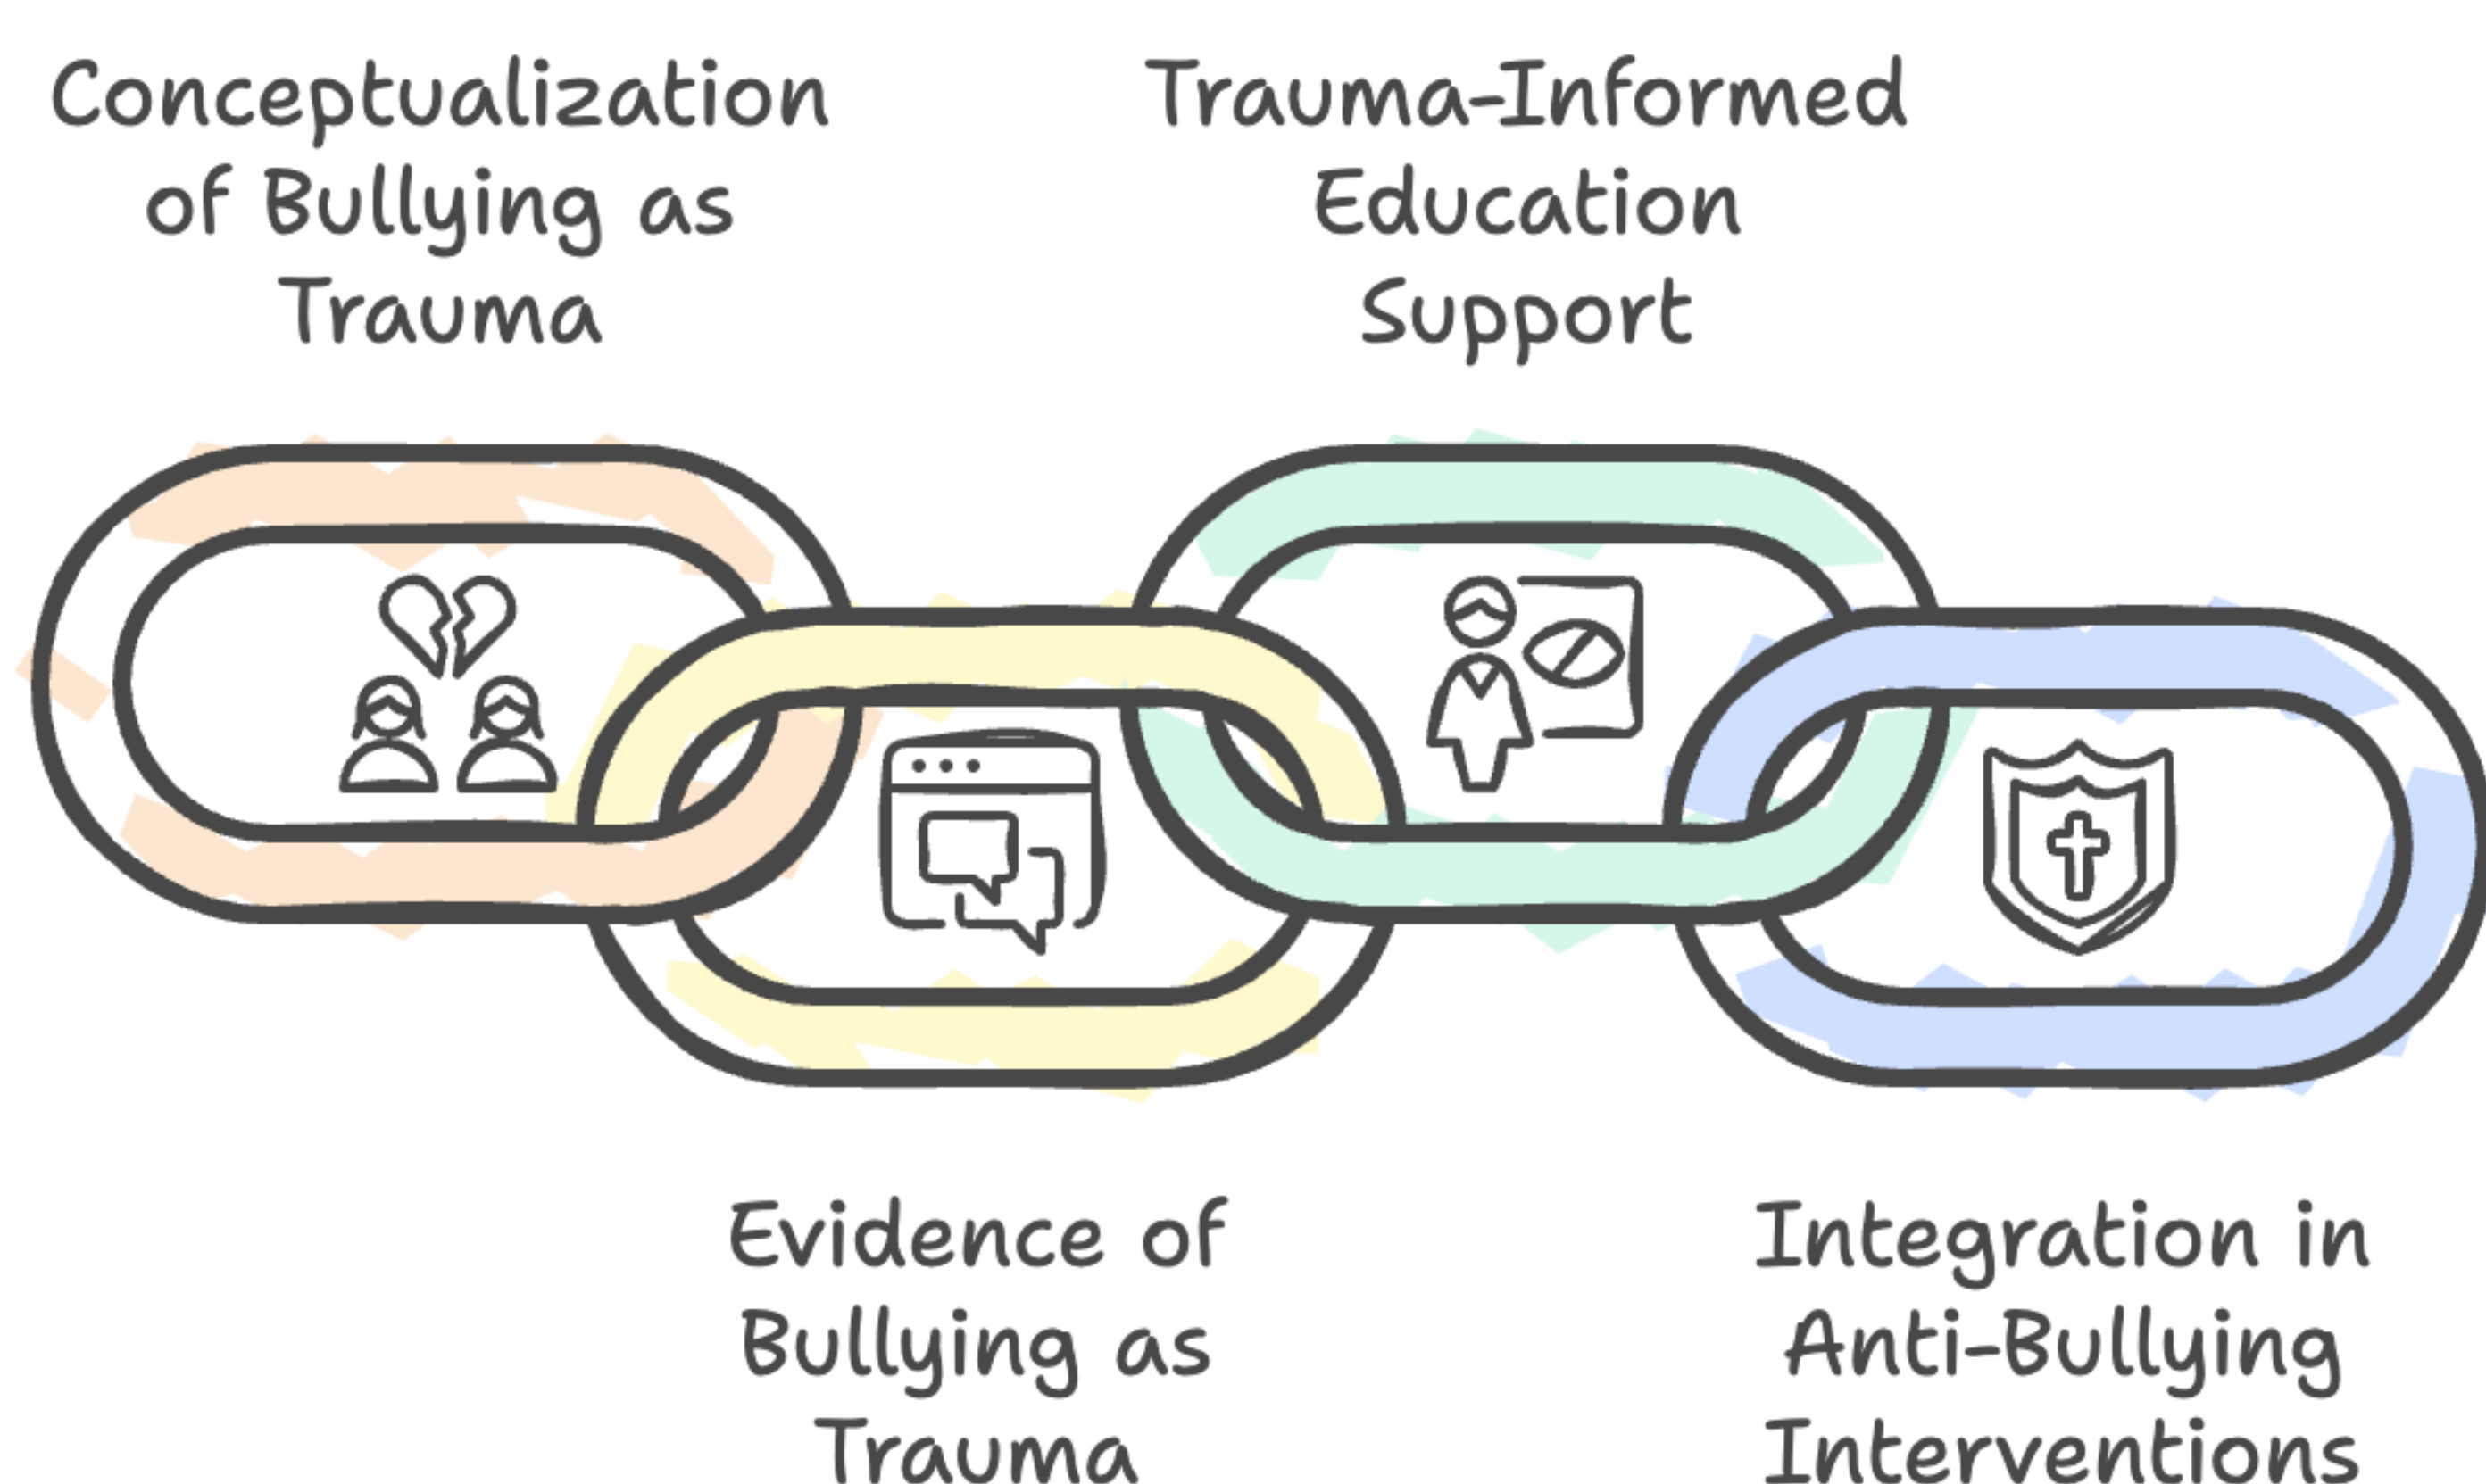 Conceptualization
of Bullying as
Trauma
Trauma-Informed
Education
Support
Evidence of
Bullying as
Trauma
Integration in
Anti-Bullying
Interventions